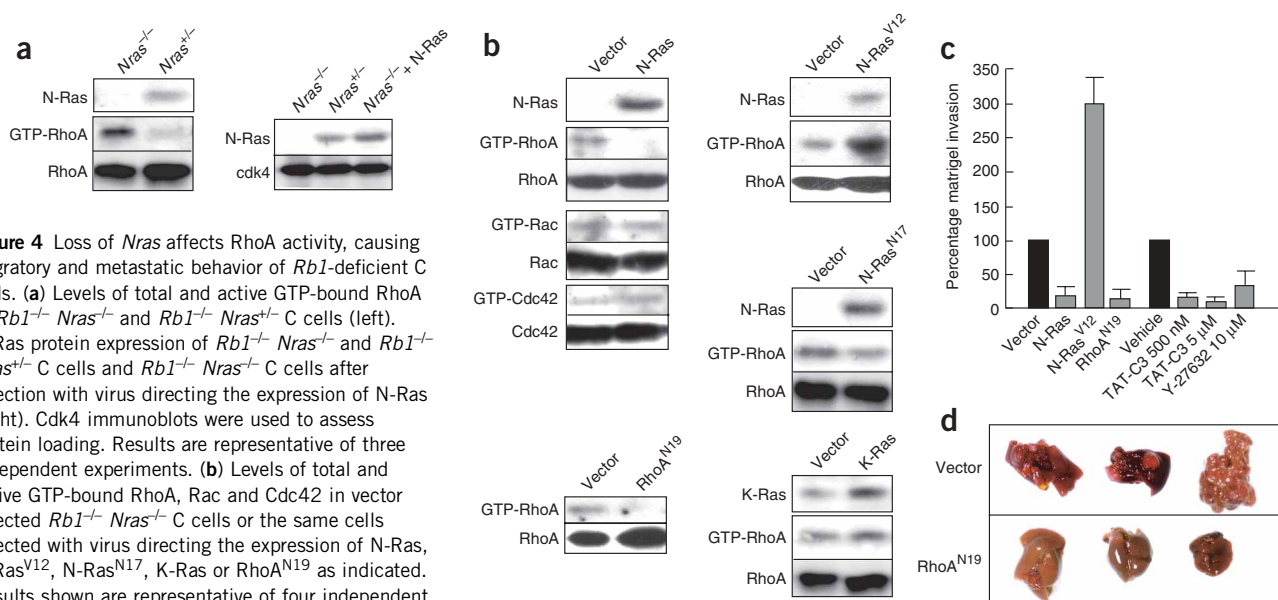 a
Nras–/–
Nras+/–
N-Ras
GTP-RhoA
RhoA
Nras–/–
Nras+/–
Nras–/– + N-Ras
N-Ras
cdk4
ure 4 Loss of Nras affects RhoA activity, causing
gratory and metastatic behavior of Rb1-deficient C
ls. (a) Levels of total and active GTP-bound RhoA
Rb1–/– Nras–/– and Rb1–/– Nras+/– C cells (left).
Ras protein expression of Rb1–/– Nras–/– and Rb1–/–
as+/– C cells and Rb1–/– Nras–/– C cells after
ection with virus directing the expression of N-Ras
ht). Cdk4 immunoblots were used to assess
tein loading. Results are representative of three
ependent experiments. (b) Levels of total and
ive GTP-bound RhoA, Rac and Cdc42 in vector
ected Rb1–/– Nras–/– C cells or the same cells
ected with virus directing the expression of N-Ras,
RasV12, N-RasN17, K-Ras or RhoAN19 as indicated.
sults shown are representative of four independent
b
Vector
N-Ras
N-Ras
GTP-RhoA
RhoA
GTP-Rac
Rac
GTP-Cdc42
Cdc42
Vector
RhoAN19
GTP-RhoA
RhoA
Vector
N-RasV12
N-Ras
GTP-RhoA
RhoA
Vector
N-RasN17
N-Ras
GTP-RhoA
RhoA
Vector
K-Ras
K-Ras
GTP-RhoA
RhoA
c
Percentage matrigel invasion
350
300
250
200
150
100
50
0
Vector
N-Ras
N-RasV12
RhoAN19
Vehicle
TAT-C3 500 nM
TAT-C3 5 μM
Y-27632 10 μM
d
Vector
RhoAN19